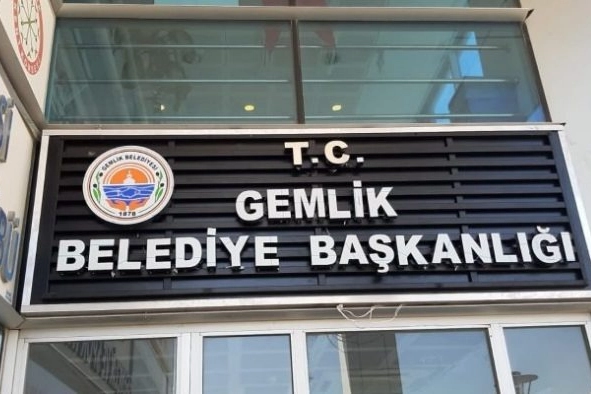 T.C.
GEMLİK
BELEDİYE BAŞKANLIĞI
GEMLİK BELEDİYESİ
1878